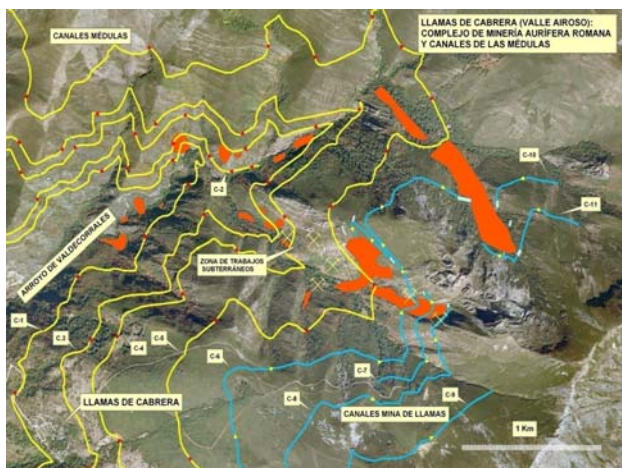 CANALES MÉDULAS
LLAMAS DE CABRERA (VALLE AIROSO):
COMPLEJO DE MINERÍA AURÍFERA ROMANA
Y CANALES DE LAS MÉDULAS
C-10
C-11
C-2
ARROYO DE VALDECORRALES
ZONA DE TRABAJOS
SUBTERRÁNEOS
C-1
C-3
C-4
C-5
C-6
C-7
C-8
C-9
LLAMAS DE CABRERA
CANALES MINA DE LLAMAS
1 Km